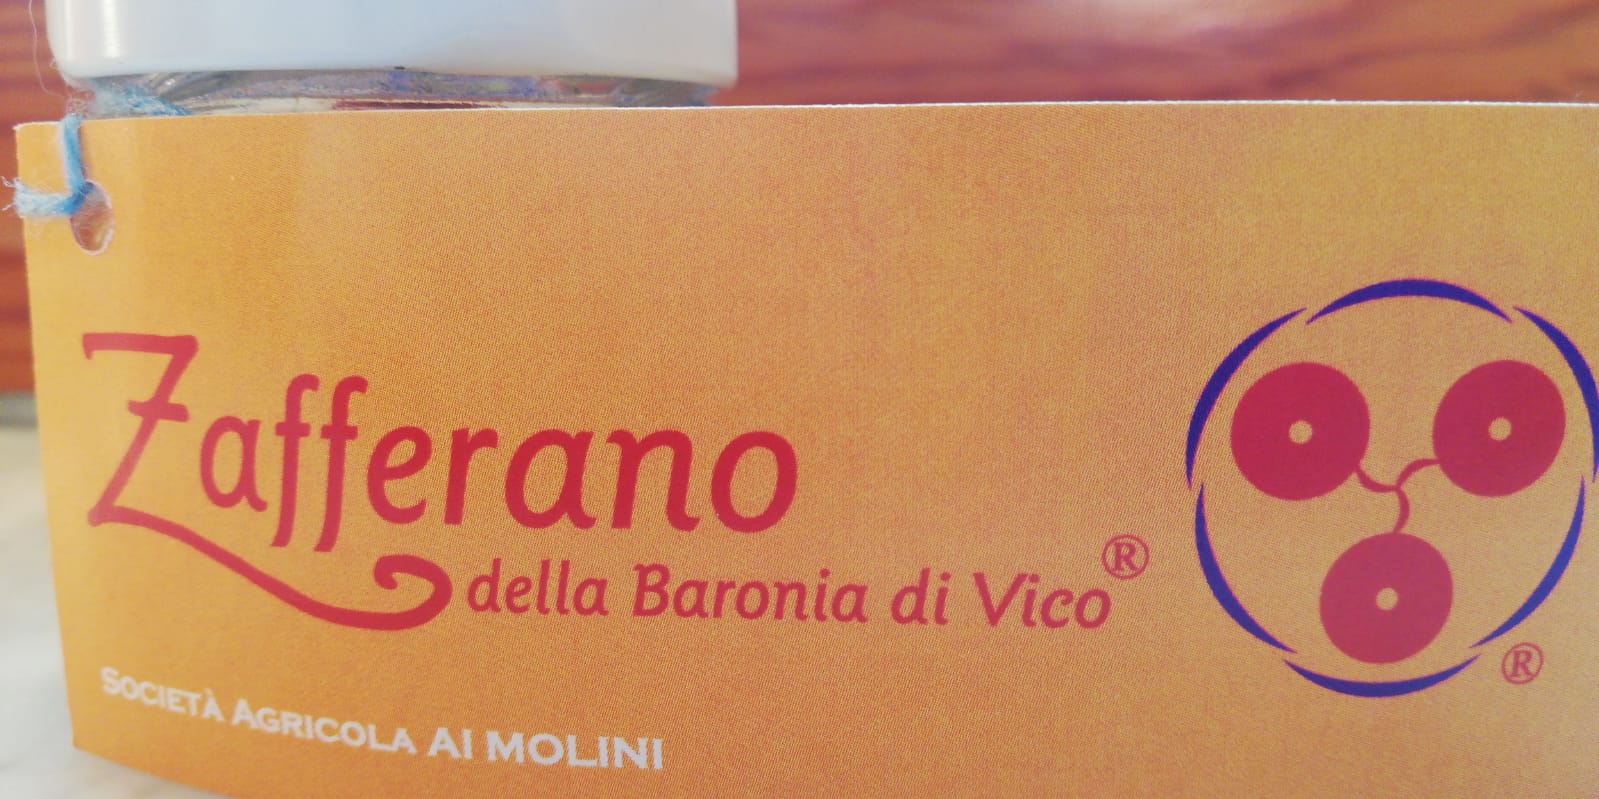 Zafferano
della Baronia di Vico®
®
SOCIETÀ AGRICOLA AI MOLINI